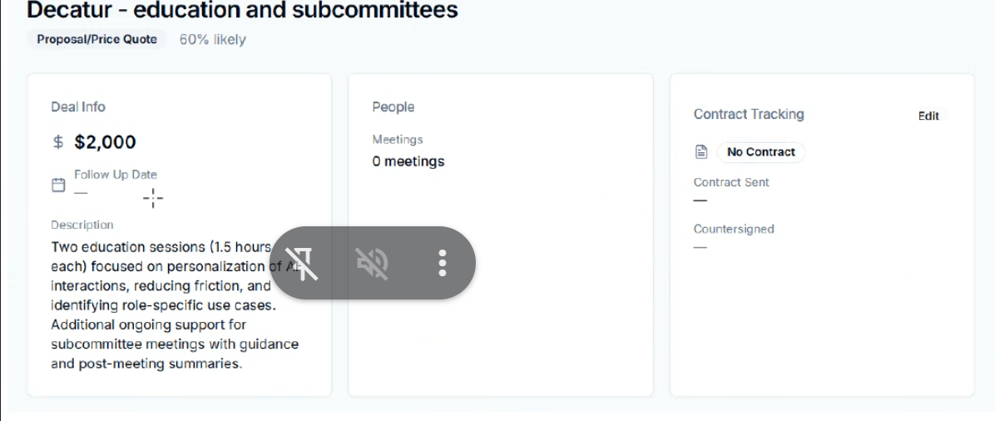 Decatur - education and subcommittees
Proposal/Price Quote 60% likely
Deal Info
$ $2,000
Follow Up Date
—
Description
Two education sessions (1.5 hours
each) focused on personalization of AI
interactions, reducing friction, and
identifying role-specific use cases.
Additional ongoing support for
subcommittee meetings with guidance
and post-meeting summaries.
People
Meetings
0 meetings
Contract Tracking Edit
No Contract
Contract Sent
—
Countersigned
—